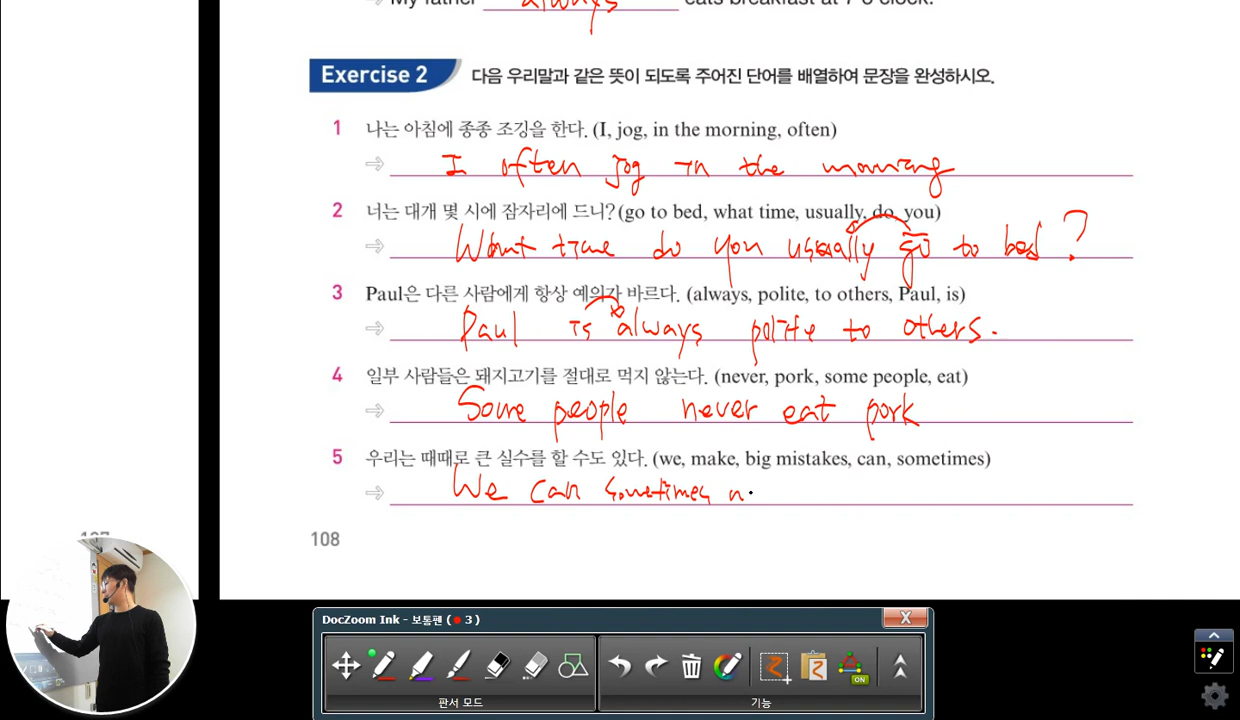 ⇨ My father always eats breakfast at 7 o'clock.
Exercise 2 다음 우리말과 같은 뜻이 되도록 주어진 단어를 배열하여 문장을 완성하시오.
1 나는 아침에 종종 조깅을 한다. (I, jog, in the morning, often)
⇨ I often jog in the morning
2 너는 대개 몇 시에 잠자리에 드니? (go to bed, what time, usually, do, you)
⇨ What time do you usually go to bed ?
3 Paul은 다른 사람에게 항상 예의가 바르다. (always, polite, to others, Paul, is)
⇨ Paul is always polite to others.
4 일부 사람들은 돼지고기를 절대로 먹지 않는다. (never, pork, some people, eat)
⇨ Some people never eat pork
5 우리는 때때로 큰 실수를 할 수도 있다. (we, make, big mistakes, can, sometimes)
⇨ We can sometimes
108
DocZoom Ink - 보통펜 ( 3 )
판서 모드
기능
ON